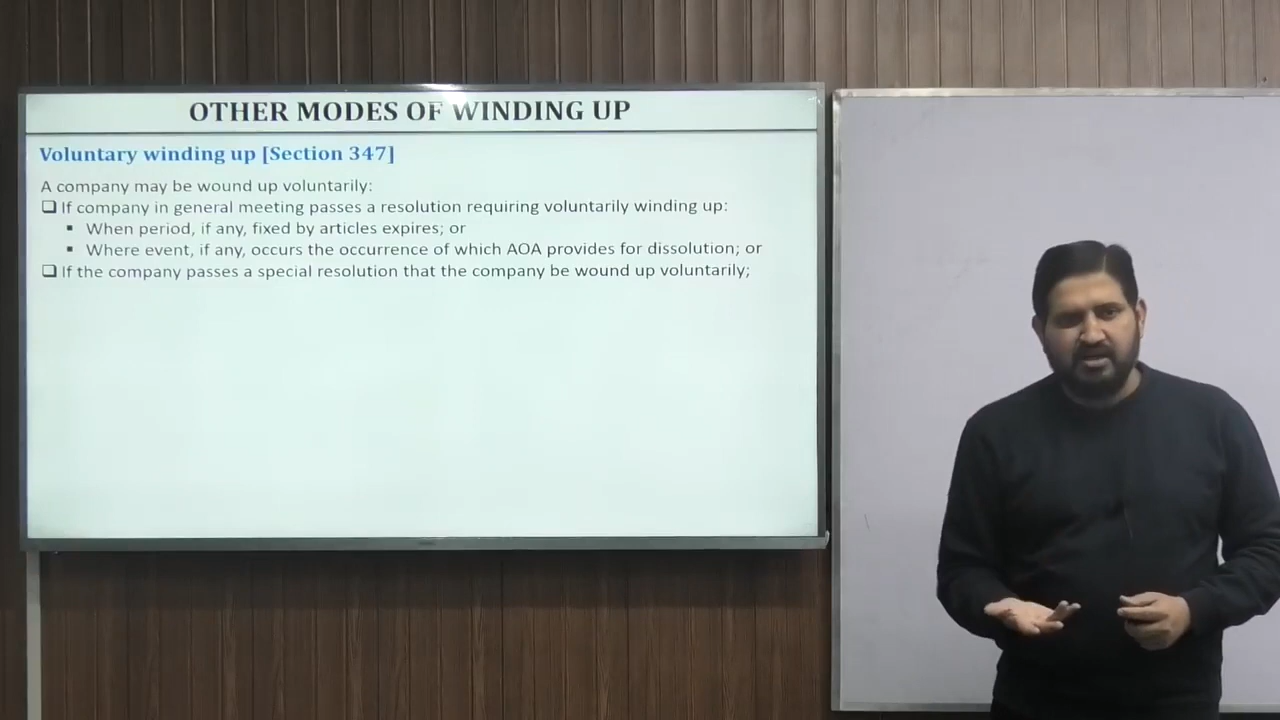 OTHER MODES OF WINDING UP
Voluntary winding up [Section 347]
A company may be wound up voluntarily:
❑ If company in general meeting passes a resolution requiring voluntarily winding up:
▪ When period, if any, fixed by articles expires; or
▪ Where event, if any, occurs the occurrence of which AOA provides for dissolution; or
❑ If the company passes a special resolution that the company be wound up voluntarily;